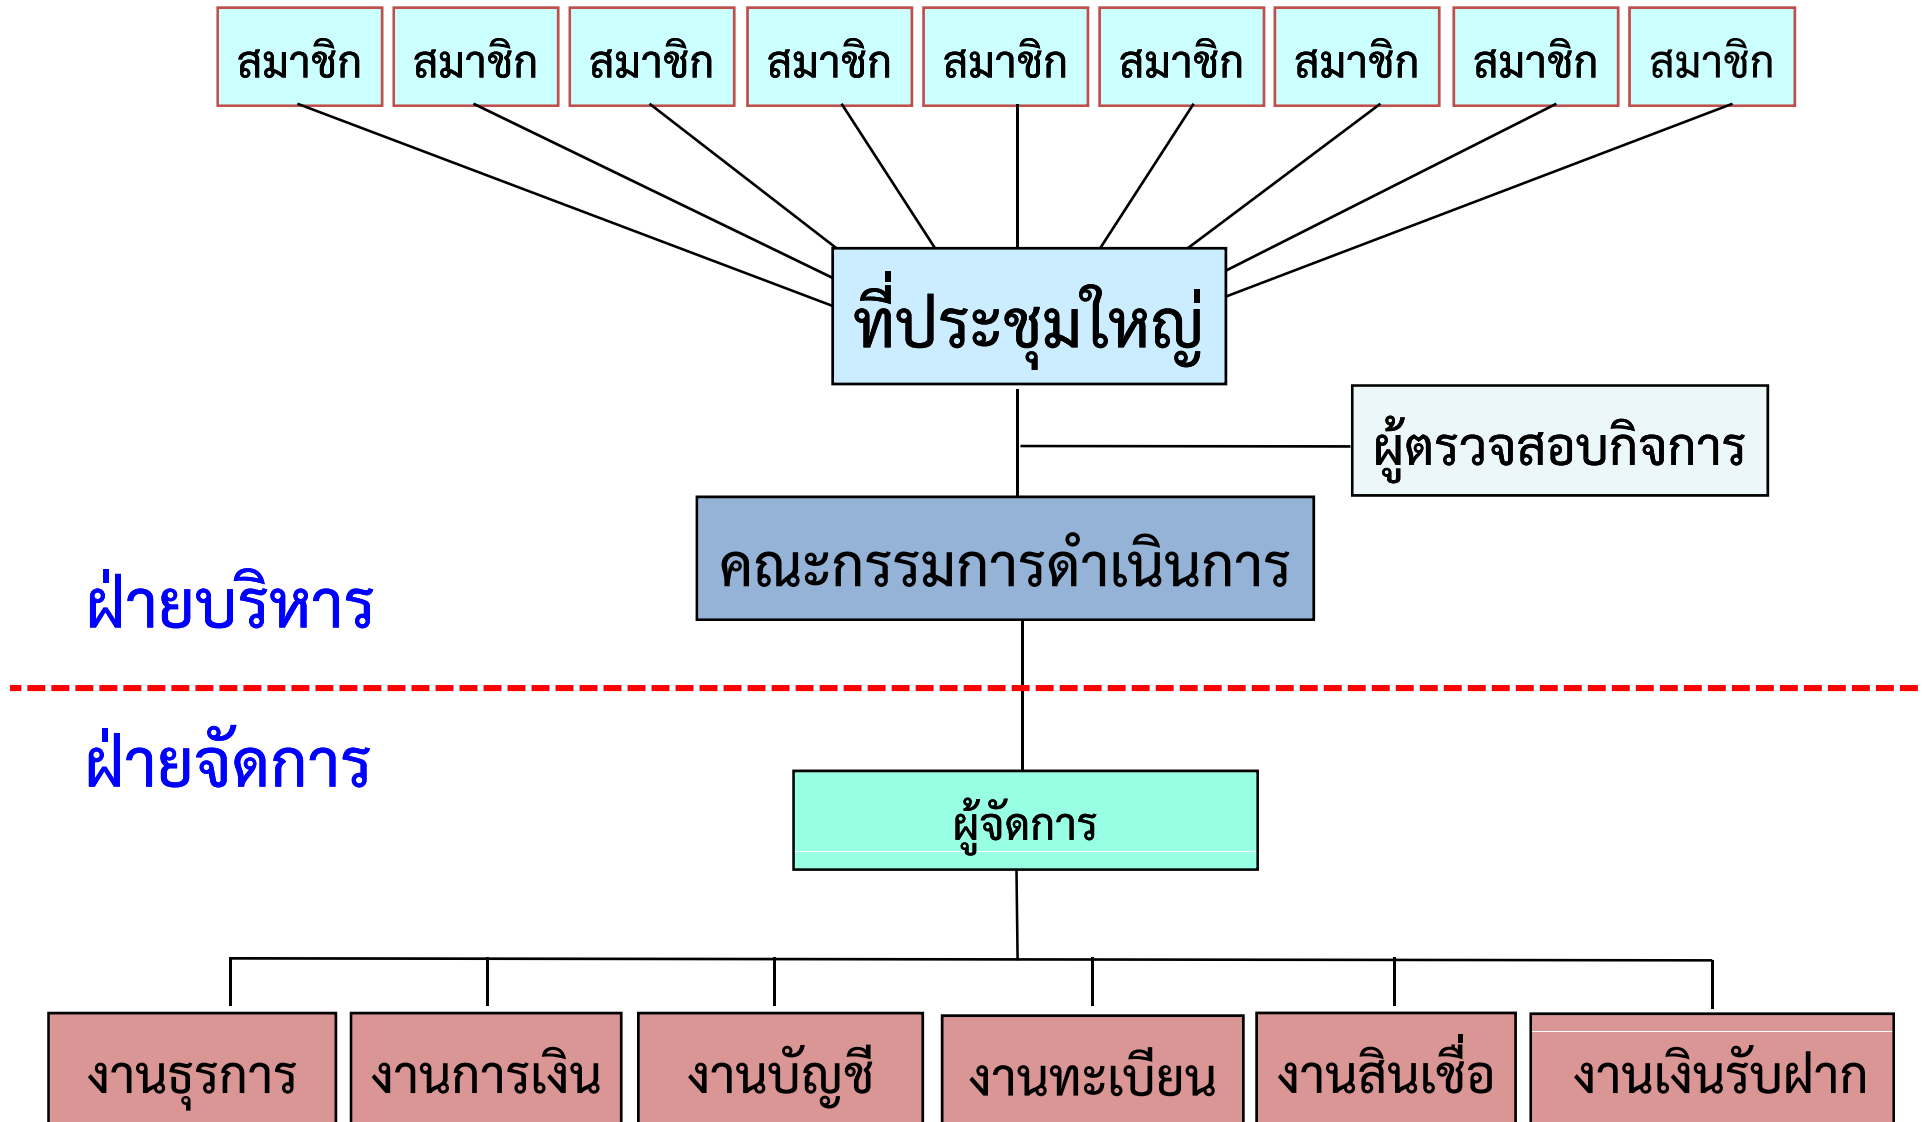 สมาชิก สมาชิก สมาชิก สมาชิก สมาชิก สมาชิก สมาชิก สมาชิก สมาชิก
ที่ประชุมใหญ่
ผู้ตรวจสอบกิจการ
คณะกรรมการดำเนินการ
ฝ่ายบริหาร
ฝ่ายจัดการ
ผู้จัดการ
งานธุรการ งานการเงิน งานบัญชี งานทะเบียน งานสินเชื่อ งานเงินรับฝาก